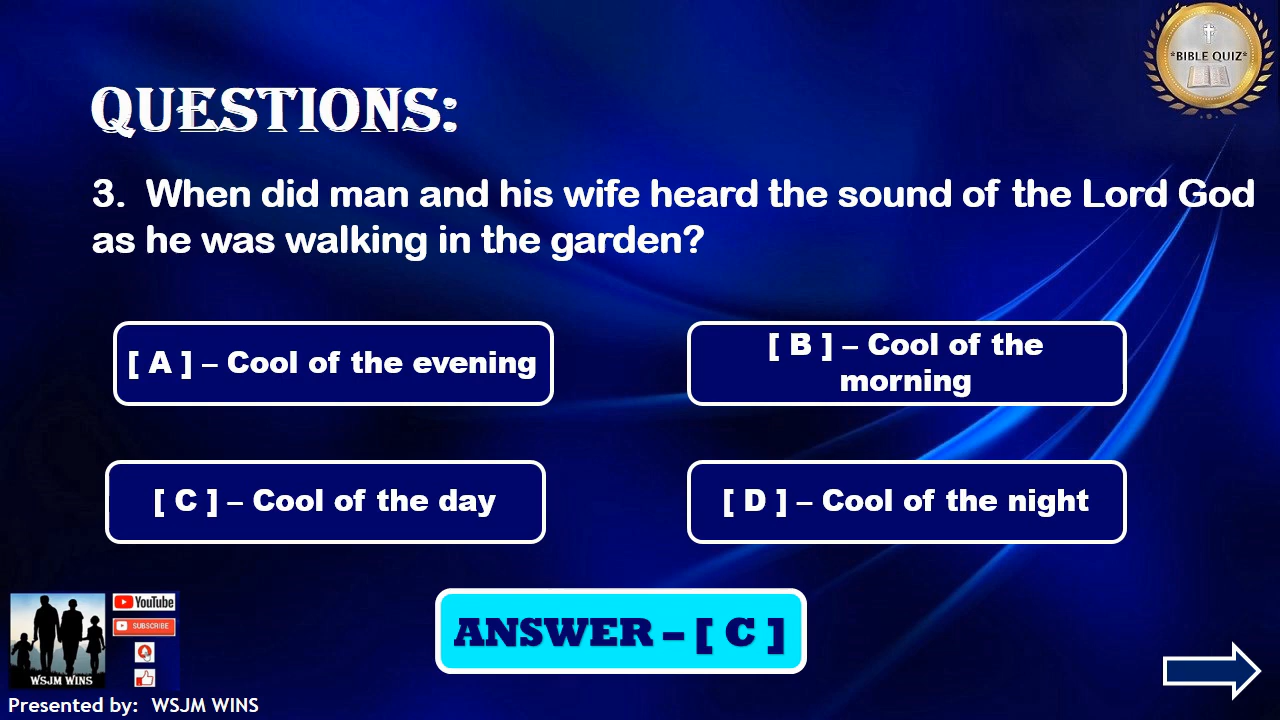 *BIBLE QUIZ*
QUESTIONS:
3. When did man and his wife heard the sound of the Lord God
as he was walking in the garden?
[ A ] – Cool of the evening
[ B ] – Cool of the
morning
[ C ] – Cool of the day
[ D ] – Cool of the night
ANSWER – [ C ]
YouTube
SUBSCRIBE
WSJM WINS
Presented by: WSJM WINS